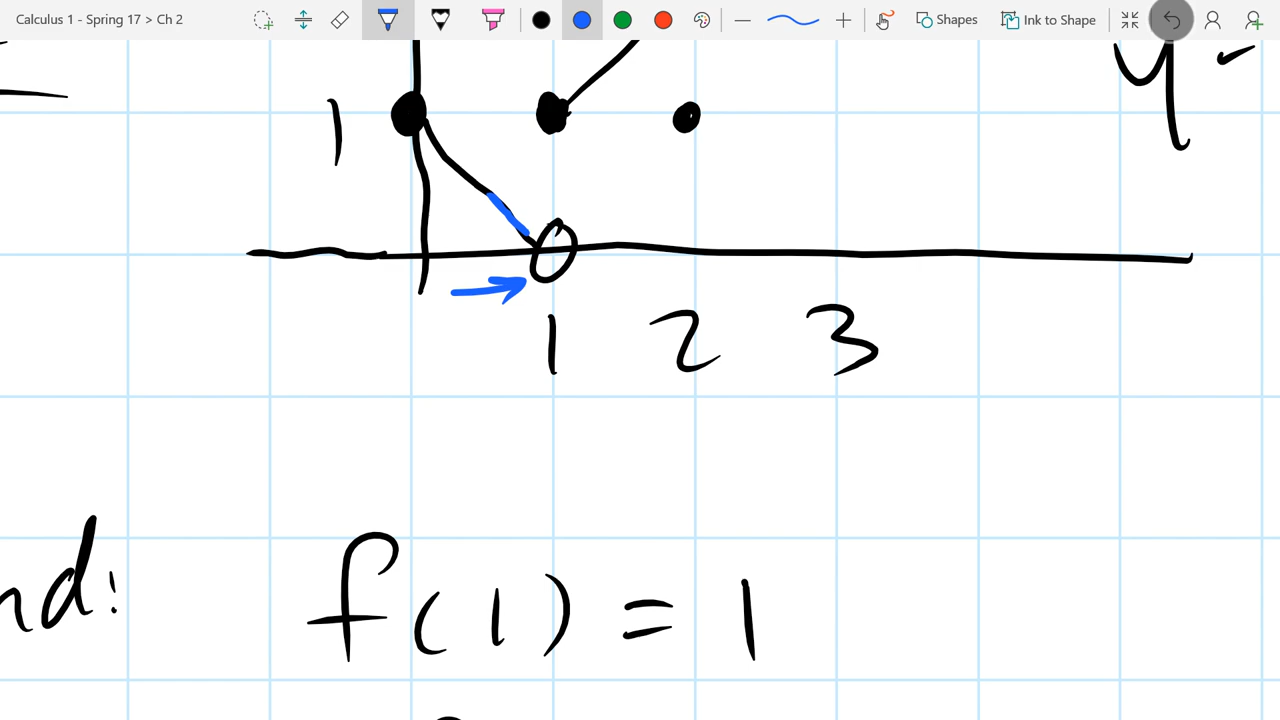 Calculus 1 - Spring 17 > Ch 2 Shapes Ink to Shape
y =
1
1 2 3
nd: f(1) = 1